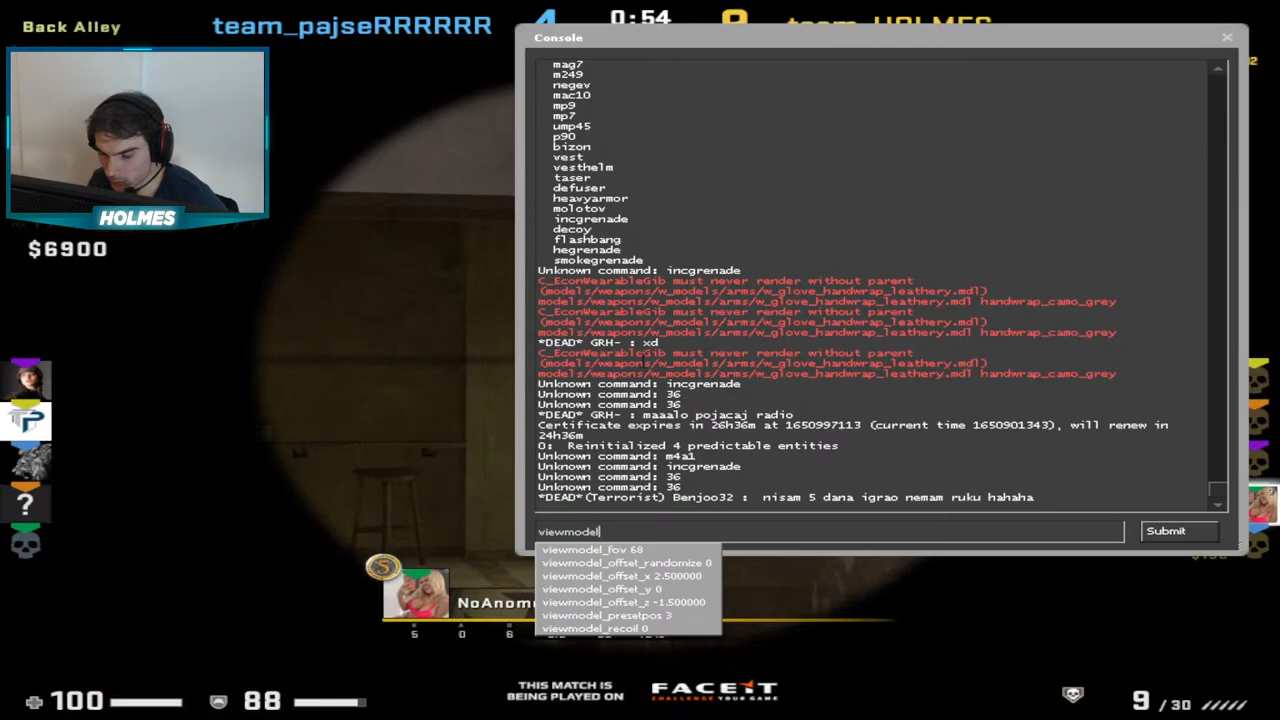 Back Alley
team_pajseRRRRRR
4
0:54
team_HOLMES
Console
mag7
m249
negev
mac10
mp9
mp7
ump45
p90
bizon
vest
vesthelm
taser
defuser
heavyarmor
molotov
incgrenade
decoy
flashbang
hegrenade
smokegrenade
Unknown command: incgrenade
C_EconWearableGib must never render without parent
(models/weapons/w_models/arms/w_glove_handwrap_leathery.mdl)
models/weapons/w_models/arms/w_glove_handwrap_leathery.mdl handwrap_camo_grey
C_EconWearableGib must never render without parent
(models/weapons/w_models/arms/w_glove_handwrap_leathery.mdl)
models/weapons/w_models/arms/w_glove_handwrap_leathery.mdl handwrap_camo_grey
*DEAD* GRH- : xd
C_EconWearableGib must never render without parent
(models/weapons/w_models/arms/w_glove_handwrap_leathery.mdl)
models/weapons/w_models/arms/w_glove_handwrap_leathery.mdl handwrap_camo_grey
Unknown command: incgrenade
Unknown command: 36
Unknown command: 36
*DEAD* GRH- : maaalo pojacaj radio
Certificate expires in 26h36m at 1650997113 (current time 1650901343), will renew in
24h36m
0:  Reinitialized 4 predictable entities
Unknown command: m4a1
Unknown command: incgrenade
Unknown command: 36
Unknown command: 36
*DEAD*(Terrorist) Benjoo32 :  nisam 5 dana igrao nemam ruku hahaha
viewmodel
Submit
viewmodel_fov 68
viewmodel_offset_randomize 0
viewmodel_offset_x 2.500000
viewmodel_offset_y 0
viewmodel_offset_z -1.500000
viewmodel_presetpos 3
viewmodel_recoil 0
HOLMES
$6900
TP
?
S
NoAnom
K A D
5 0 6
THIS MATCH IS
BEING PLAYED ON
FACEIT
CHALLENGE YOUR GAME
100
88
9 / 30